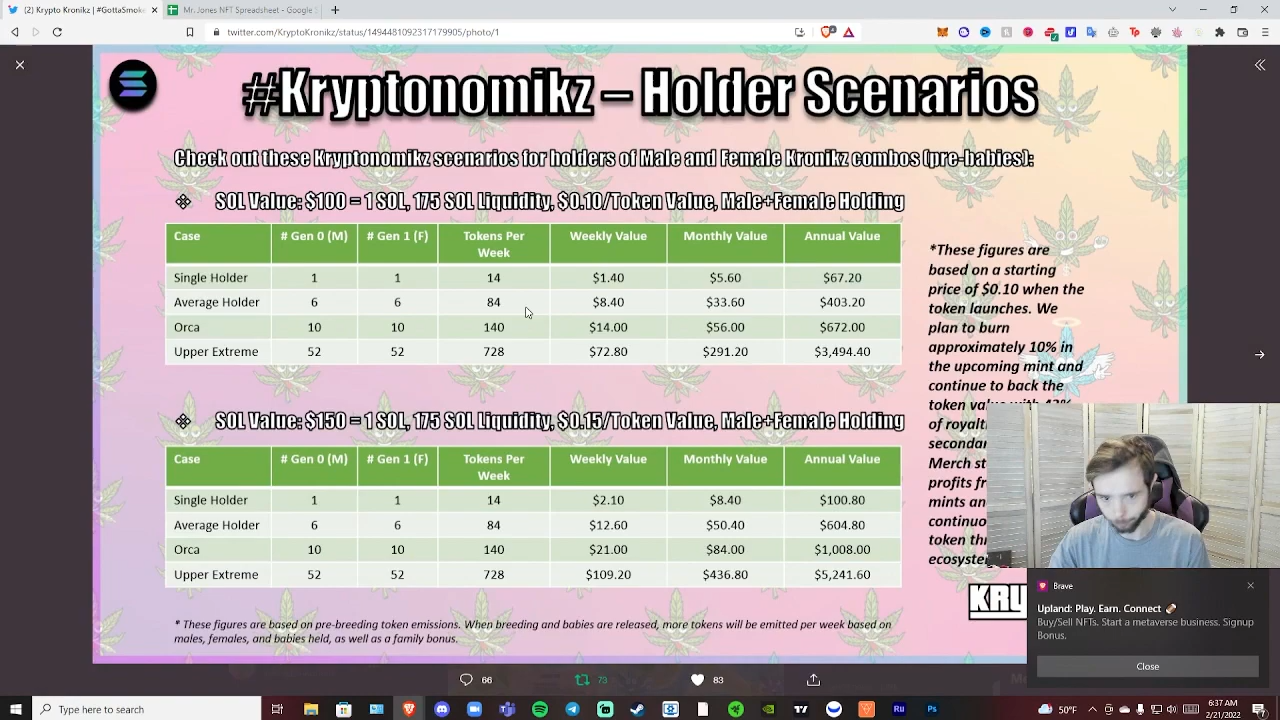 (2) Krypto Kronikz | #GottaSmoke
Mr. Jones NFT Spreadsheet - Google
twitter.com/KryptoKronikz/status/1494481092317179905/photo/1
#Kryptonomikz – Holder Scenarios
Check out these Kryptonomikz scenarios for holders of Male and Female Kronikz combos (pre-babies):
❖ SOL Value: $100 = 1 SOL, 175 SOL Liquidity, $0.10/Token Value, Male+Female Holding
Case # Gen 0 (M) # Gen 1 (F) Tokens Per Week Weekly Value Monthly Value Annual Value
Single Holder 1 1 14 $1.40 $5.60 $67.20
Average Holder 6 6 84 $8.40 $33.60 $403.20
Orca 10 10 140 $14.00 $56.00 $672.00
Upper Extreme 52 52 728 $72.80 $291.20 $3,494.40
❖ SOL Value: $150 = 1 SOL, 175 SOL Liquidity, $0.15/Token Value, Male+Female Holding
Case # Gen 0 (M) # Gen 1 (F) Tokens Per Week Weekly Value Monthly Value Annual Value
Single Holder 1 1 14 $2.10 $8.40 $100.80
Average Holder 6 6 84 $12.60 $50.40 $604.80
Orca 10 10 140 $21.00 $84.00 $1,008.00
Upper Extreme 52 52 728 $109.20 $436.80 $5,241.60
* These figures are based on pre-breeding token emissions. When breeding and babies are released, more tokens will be emitted per week based on
males, females, and babies held, as well as a family bonus.
*These figures are
based on a starting
price of $0.10 when the
token launches. We
plan to burn
approximately 10% in
the upcoming mint and
continue to back the
token
of
Merch
profits
mints
token
KRY
Brave
Upland: Play. Earn. Connect
Buy/Sell NFTs. Start a metaverse business. Signup
Bonus.
Close
66 73 83
Type here to search
50°F
6:37 AM
2/21/2022